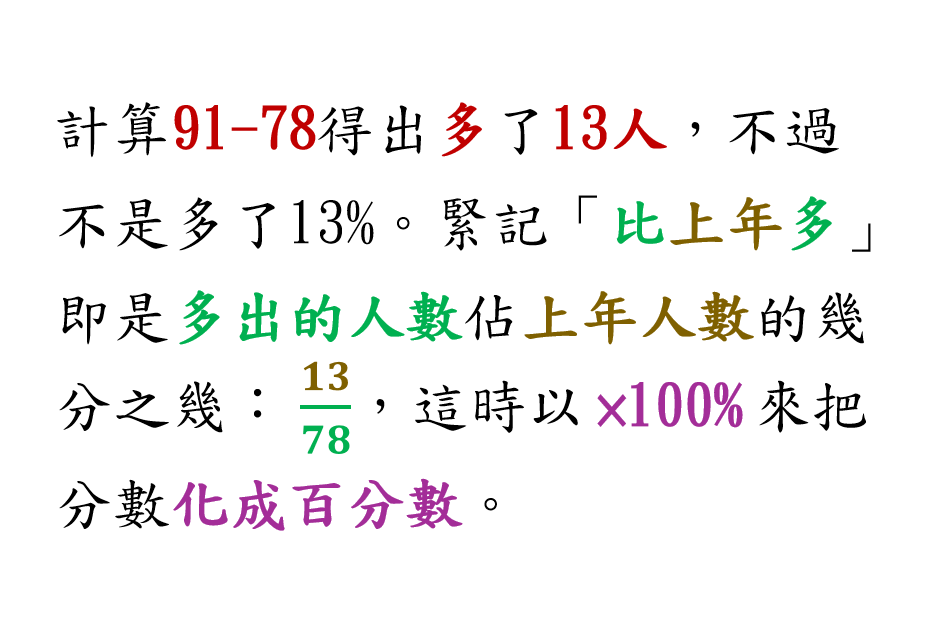 計算91-78得出多了13人，不過
不是多了13%。緊記「比上年多」
即是多出的人數佔上年人數的幾
分之幾：13/78，這時以×100%來把
分數化成百分數。